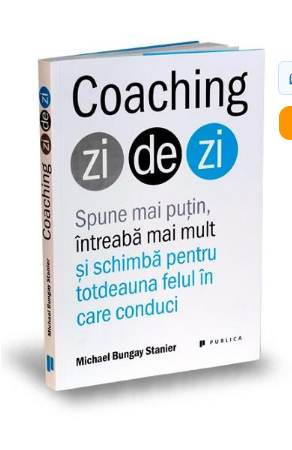 Coaching
zi de zi
Spune mai puțin,
întreabă mai mult
și schimbă pentru
totdeauna felul în
care conduci
Michael Bungay Stanier
PUBLICA
Coaching zi de zi
Michael Bungay Stanier